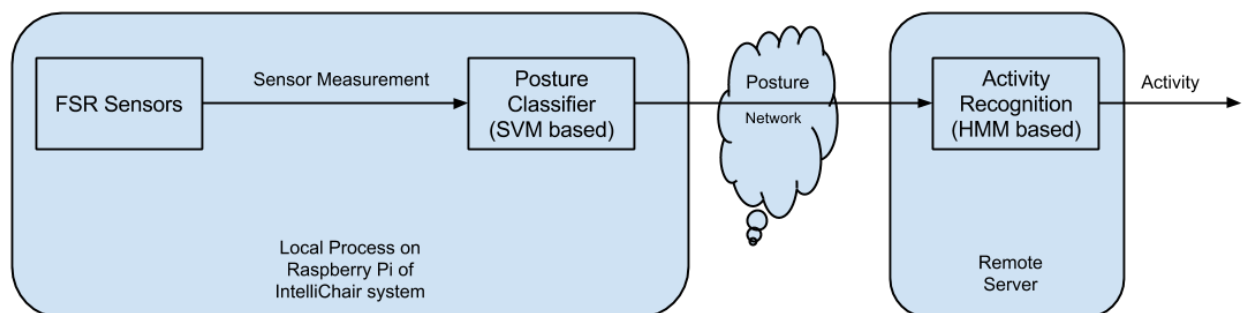 FSR Sensors
Sensor Measurement
Posture
Classifier
(SVM based)
Posture
Network
Activity
Recognition
(HMM based)
Activity
Local Process on
Raspberry Pi of
IntelliChair system
Remote
Server